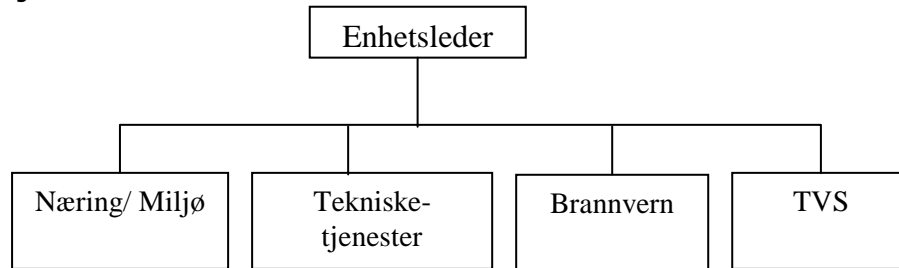 Enhetsleder
Næring/ Miljø
Tekniske-
tjenester
Brannvern
TVS